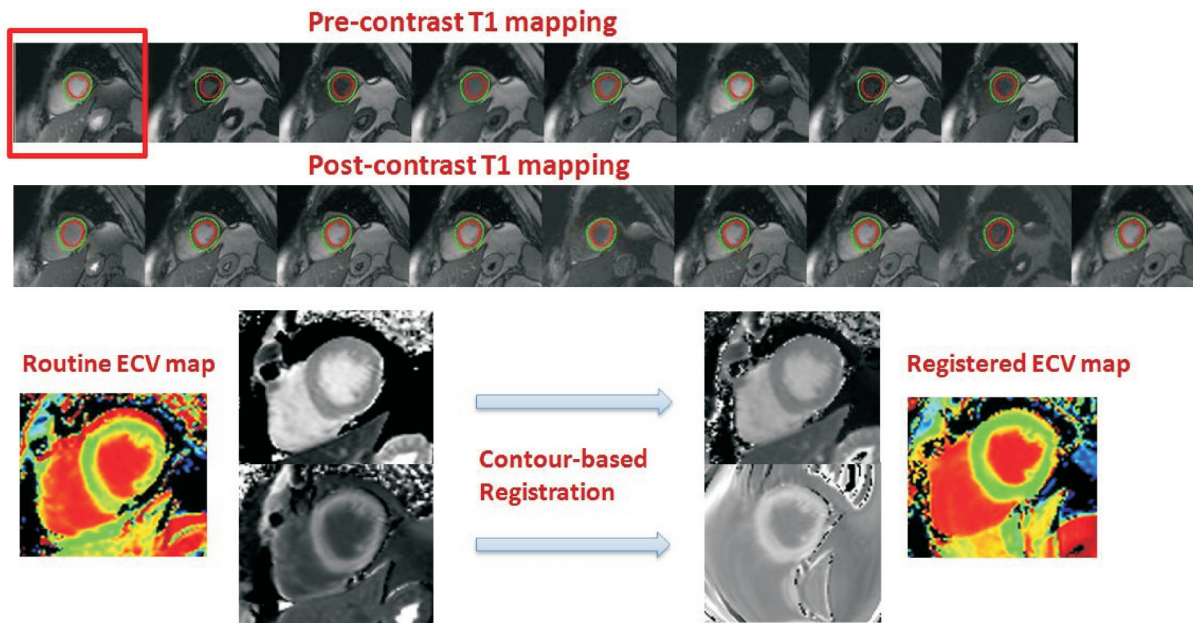 Pre-contrast T1 mapping
Post-contrast T1 mapping
Routine ECV map
Registered ECV map
Contour-based
Registration